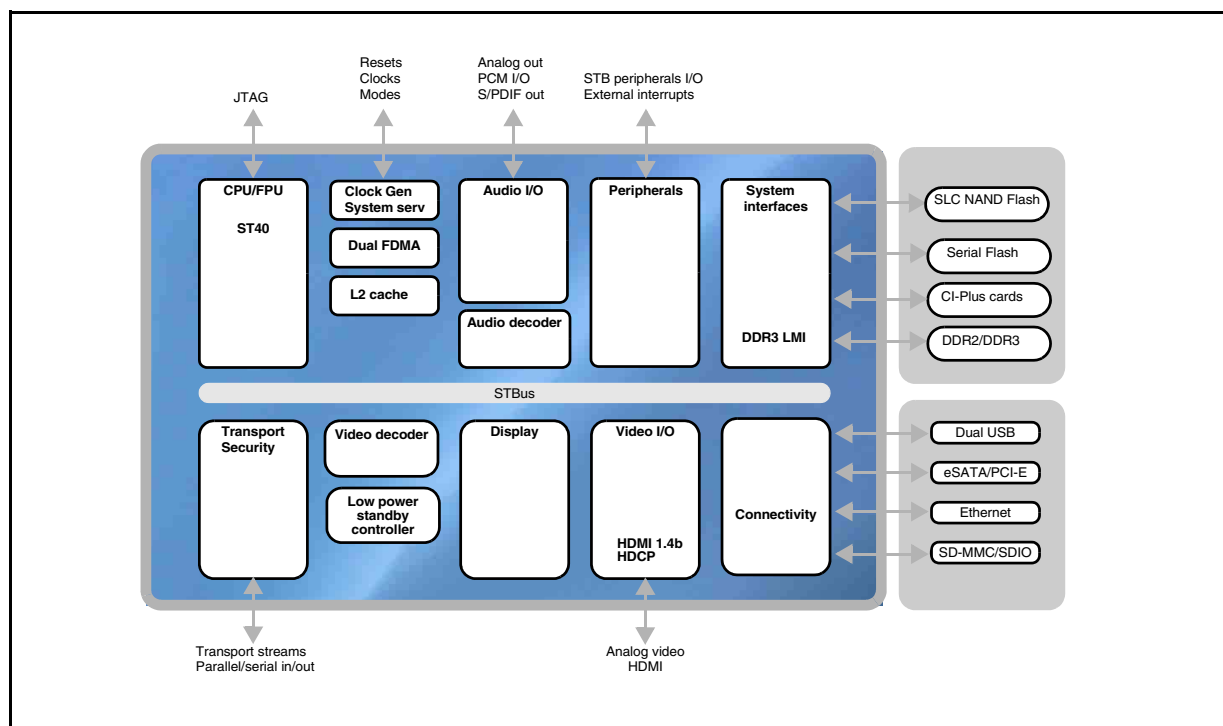 Resets
Clocks
Modes
Analog out
PCM I/O
S/PDIF out
STB peripherals I/O
External interrupts
JTAG
CPU/FPU
ST40
Clock Gen
System serv
Dual FDMA
L2 cache
Audio I/O
Audio decoder
Peripherals
System
interfaces
DDR3 LMI
SLC NAND Flash
Serial Flash
CI-Plus cards
DDR2/DDR3
STBus
Transport
Security
Video decoder
Low power
standby
controller
Display
Video I/O
HDMI 1.4b
HDCP
Connectivity
Dual USB
eSATA/PCI-E
Ethernet
SD-MMC/SDIO
Transport streams
Parallel/serial in/out
Analog video
HDMI